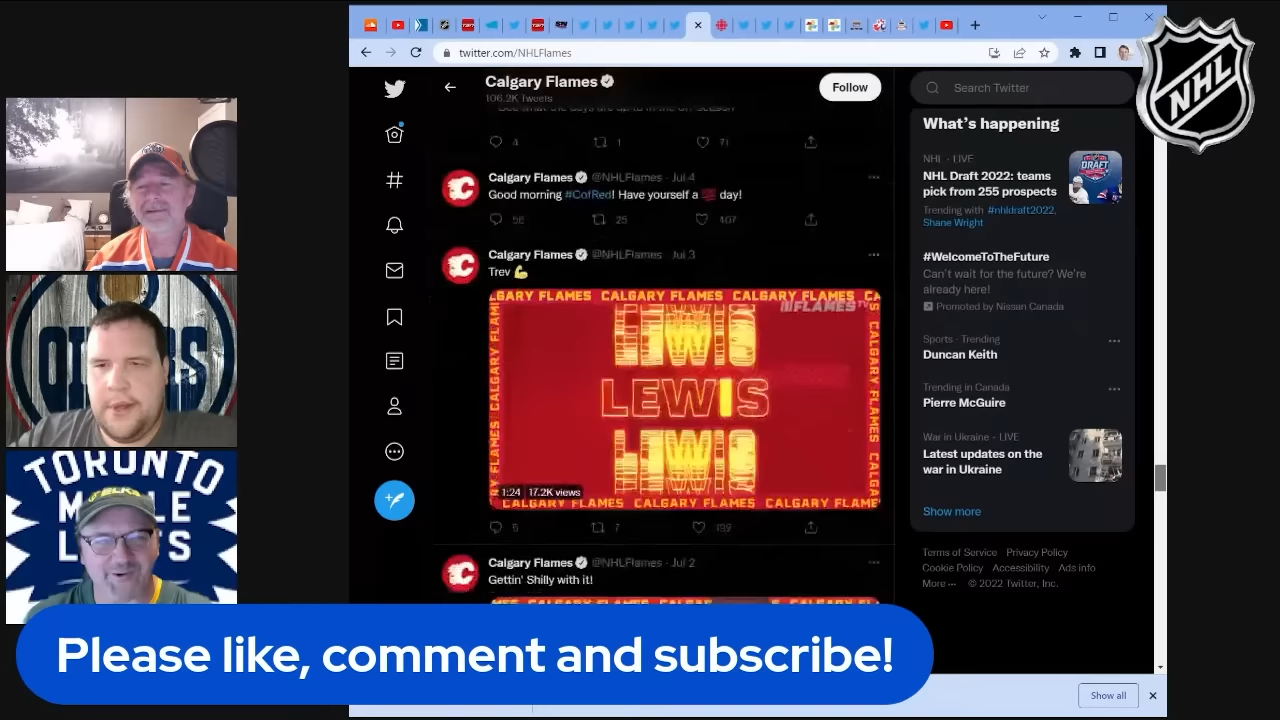 twitter.com/NHLFlames
NHL
Calgary Flames
106.2K Tweets
Follow
Search Twitter
4
1
71
Calgary Flames @NHLFlames · Jul 4
Good morning #CofRed! Have yourself a 💯 day!
25
407
Calgary Flames @NHLFlames · Jul 3
Trev 💪
CALGARY FLAMES CALGARY FLAMES
FLAMES TV
LEWIS
LEWIS
LEWIS
1:24 17.2K views
CALGARY FLAMES CALGARY FLAMES CALGARY FLAMES
7
Calgary Flames @NHLFlames · Jul 2
Gettin' Shilly with it!
What's happening
NHL · LIVE
NHL Draft 2022: teams
pick from 255 prospects
Trending with #nhldraft2022,
Shane Wright
DRAFT
#WelcomeToTheFuture
Can't wait for the future? We're
already here!
Promoted by Nissan Canada
Sports · Trending
Duncan Keith
Trending in Canada
Pierre McGuire
War in Ukraine · LIVE
Latest updates on the
war in Ukraine
Show more
Terms of Service Privacy Policy
Cookie Policy Accessibility Ads info
More ··· © 2022 Twitter, Inc.
Show all
OILERS
TORONTO
MAPLE
LEAFS
ELKS
Please like, comment and subscribe!